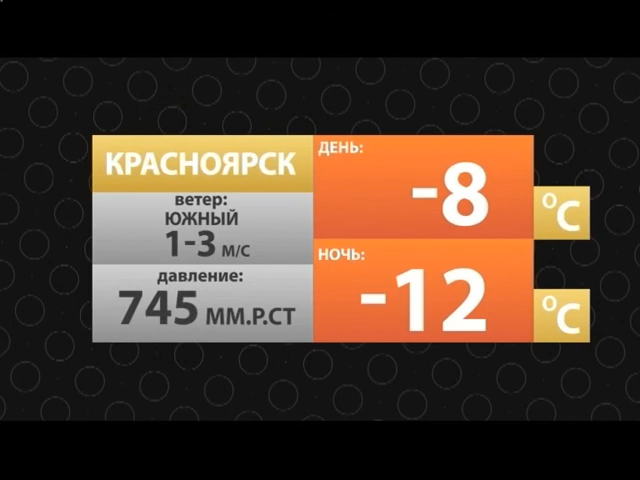 КРАСНОЯРСК
ветер:
ЮЖНЫЙ
1-3 М/С
давление:
745 ММ.Р.СТ
ДЕНЬ:
-8 °С
НОЧЬ:
-12 °С